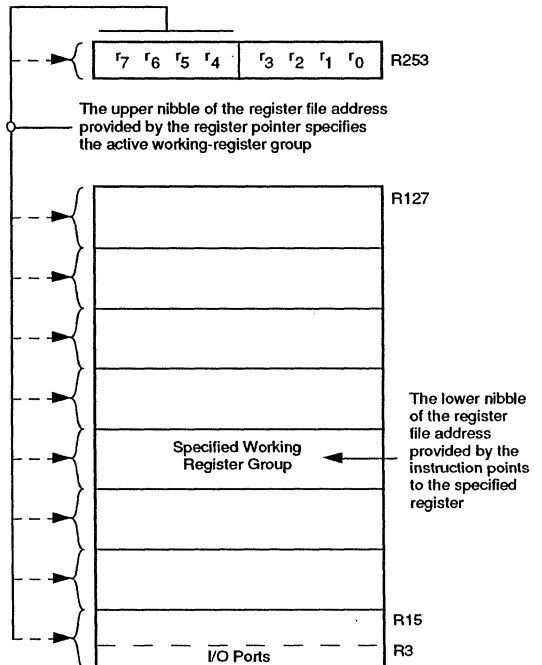 r7 r6 r5 r4 r3 r2 r1 r0 R253
The upper nibble of the register file address
provided by the register pointer specifies
the active working-register group
R127
The lower nibble
of the register
file address
provided by the
instruction points
to the specified
register
Specified Working
Register Group
R15
R3
I/O Ports